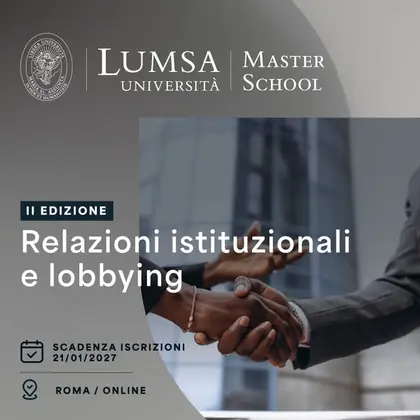 LUMSA
UNIVERSITÀ
MASTER
SCHOOL
II EDIZIONE
Relazioni istituzionali
e lobbying
SCADENZA ISCRIZIONI
21/01/2027
ROMA / ONLINE